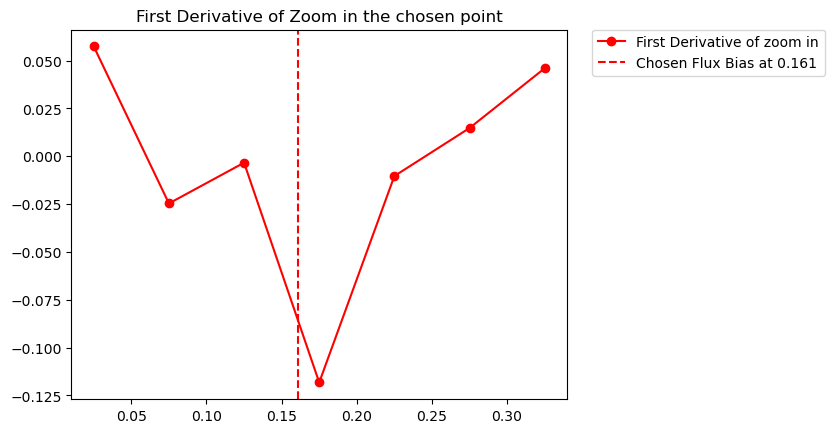 First Derivative of Zoom in the chosen point
First Derivative of zoom in
Chosen Flux Bias at 0.161
0.050
0.025
0.000
−0.025
−0.050
−0.075
−0.100
−0.125
0.05 0.10 0.15 0.20 0.25 0.30